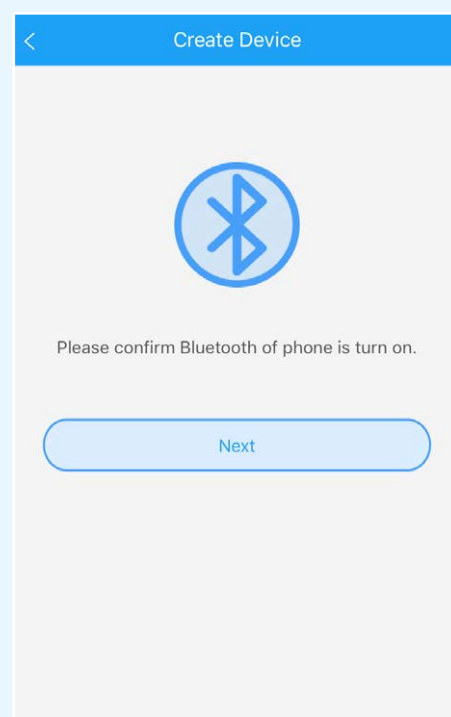 Create Device
Please confirm Bluetooth of phone is turn on.
Next